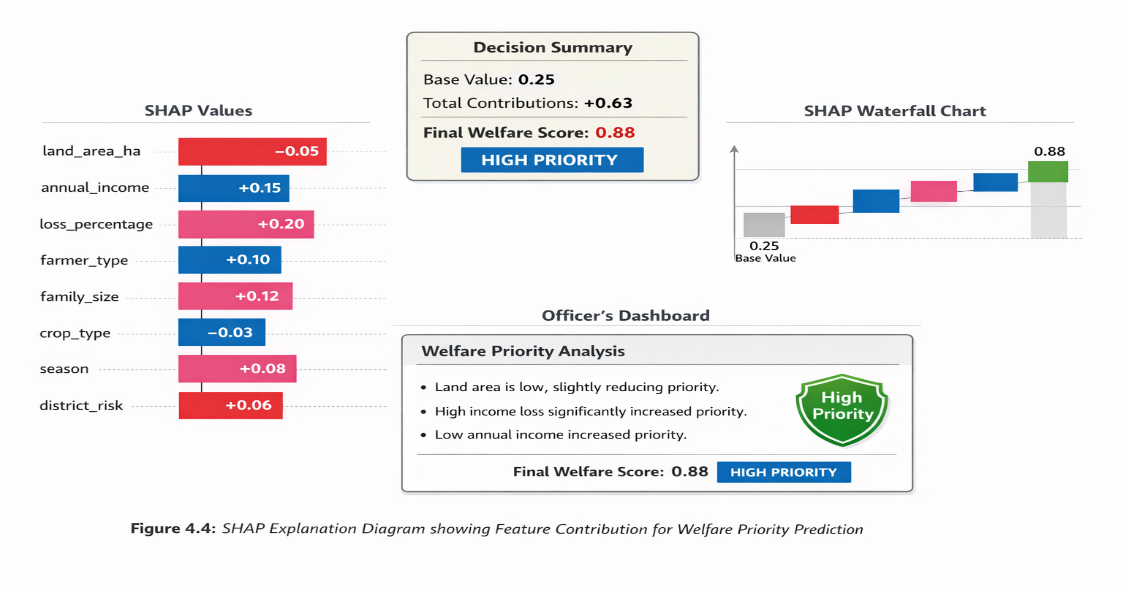 Decision Summary
Base Value: 0.25
Total Contributions: +0.63
Final Welfare Score: 0.88
HIGH PRIORITY
SHAP Values
land_area_ha −0.05
annual_income +0.15
loss_percentage +0.20
farmer_type +0.10
family_size +0.12
crop_type −0.03
season +0.08
district_risk +0.06
SHAP Waterfall Chart
0.88
0.25
Base Value
Officer’s Dashboard
Welfare Priority Analysis
• Land area is low, slightly reducing priority.
• High income loss significantly increased priority.
• Low annual income increased priority.
High
Priority
Final Welfare Score: 0.88 HIGH PRIORITY
Figure 4.4: SHAP Explanation Diagram showing Feature Contribution for Welfare Priority Prediction